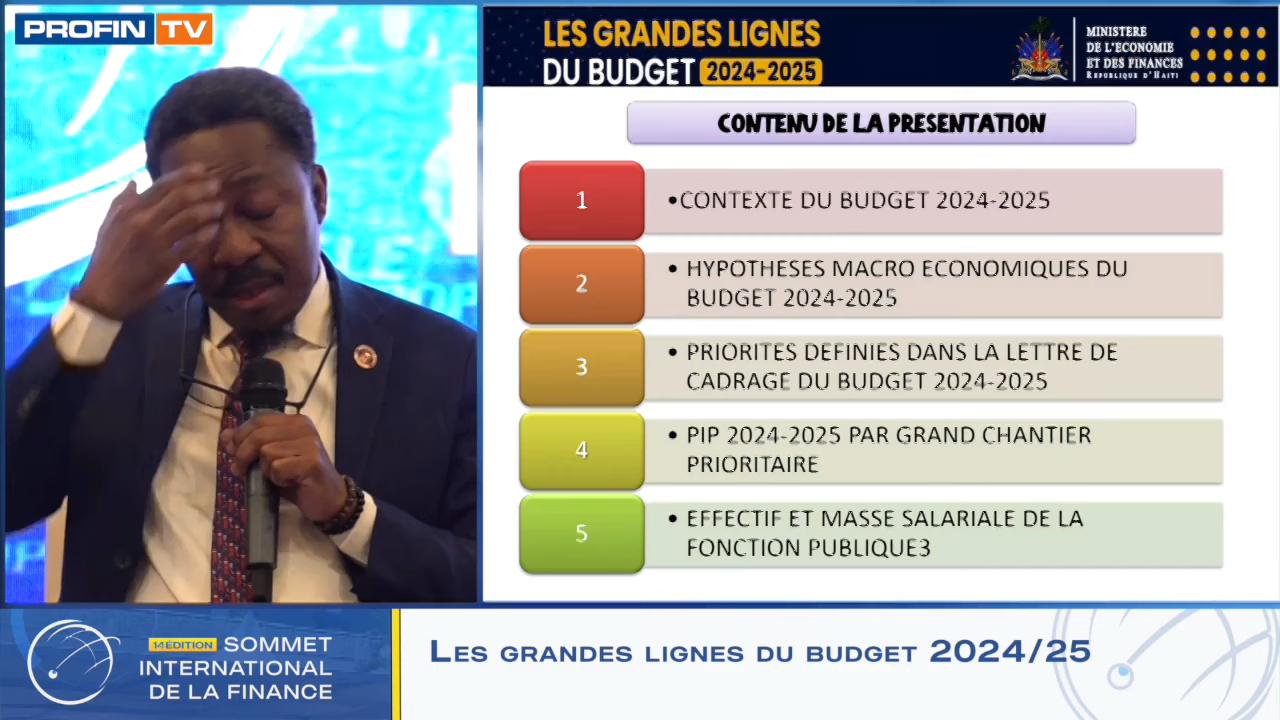 PROFIN TV
LES GRANDES LIGNES
DU BUDGET 2024-2025
MINISTERE
DE L'ECONOMIE
ET DES FINANCES
REPUBLIQUE D'HAITI
CONTENU DE LA PRESENTATION
1
•CONTEXTE DU BUDGET 2024-2025
2
• HYPOTHESES MACRO ECONOMIQUES DU
BUDGET 2024-2025
3
• PRIORITES DEFINIES DANS LA LETTRE DE
CADRAGE DU BUDGET 2024-2025
4
• PIP 2024-2025 PAR GRAND CHANTIER
PRIORITAIRE
5
• EFFECTIF ET MASSE SALARIALE DE LA
FONCTION PUBLIQUE3
14 ÉDITION SOMMET
INTERNATIONAL
DE LA FINANCE
LES GRANDES LIGNES DU BUDGET 2024/25